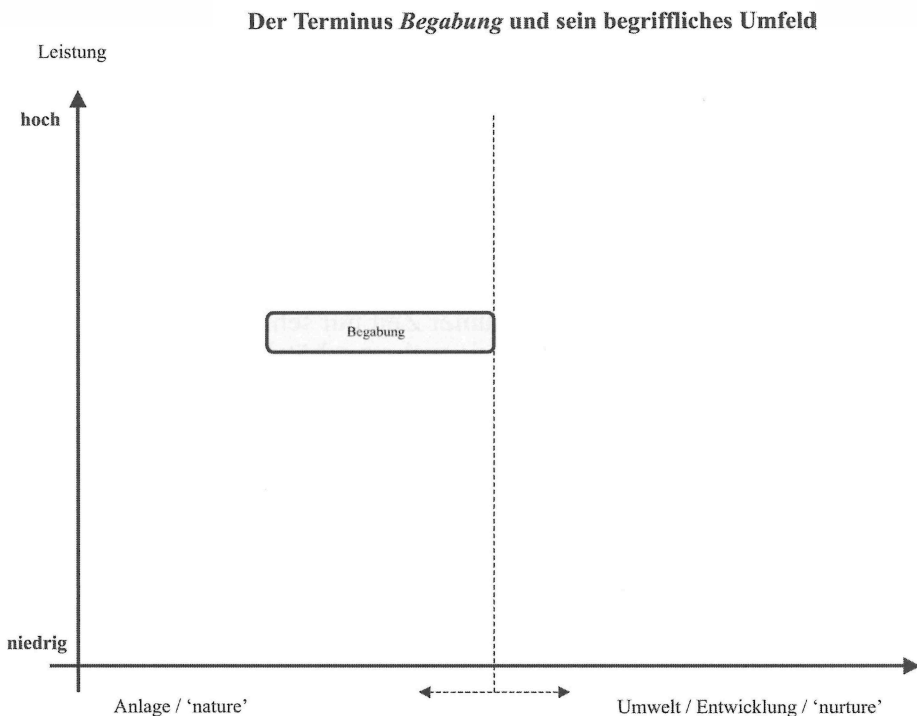 Der Terminus Begabung und sein begriffliches Umfeld
Leistung
hoch
Begabung
niedrig
Anlage / ‘nature’
Umwelt / Entwicklung / ‘nurture’